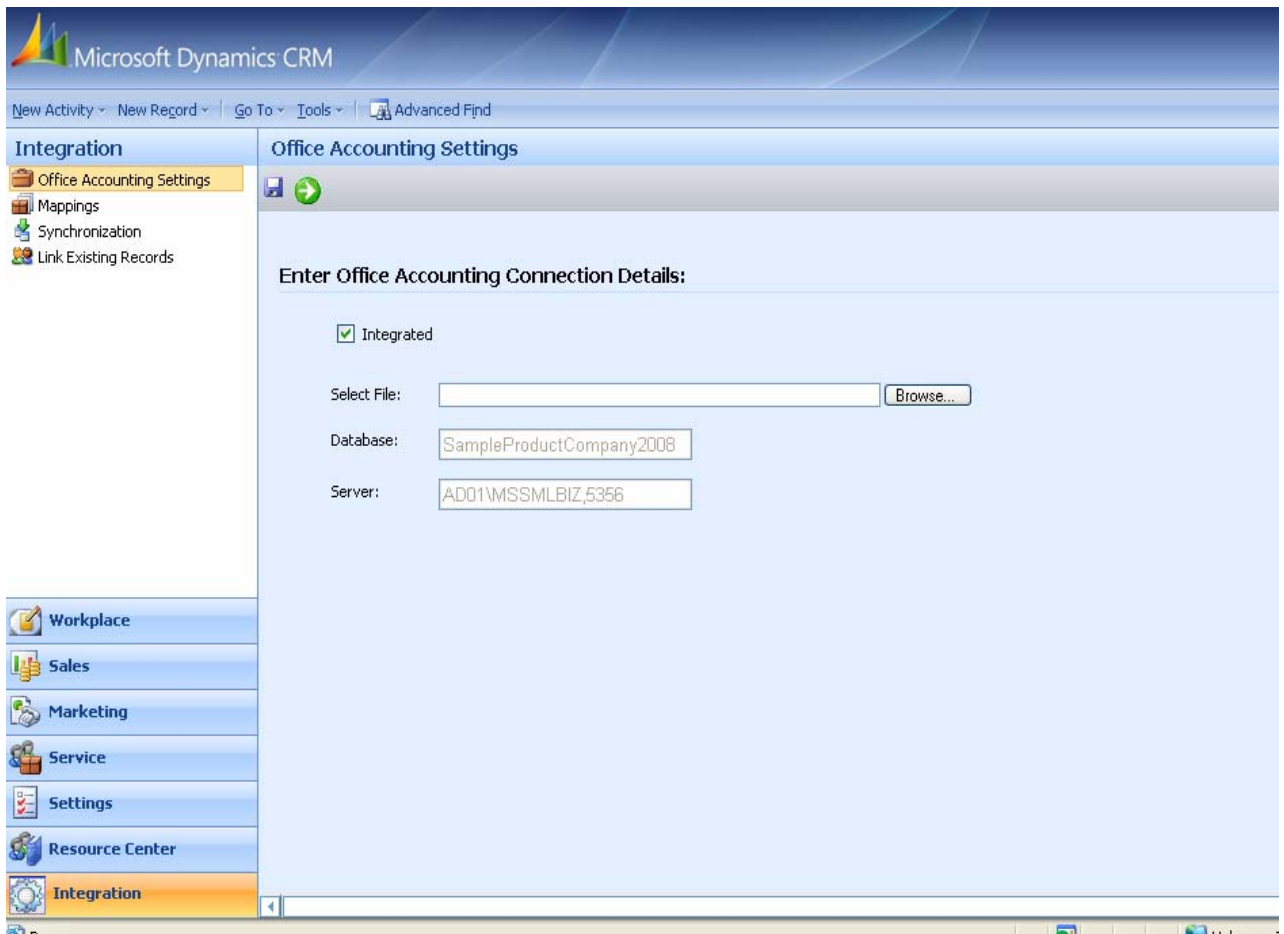 Microsoft Dynamics CRM
New Activity New Record Go To Tools Advanced Find
Integration
Office Accounting Settings
Mappings
Synchronization
Link Existing Records
Office Accounting Settings
Enter Office Accounting Connection Details:
Integrated
Select File: Browse...
Database: SampleProductCompany2008
Server: AD01\MSSMLBIZ,5356
Workplace
Sales
Marketing
Service
Settings
Resource Center
Integration